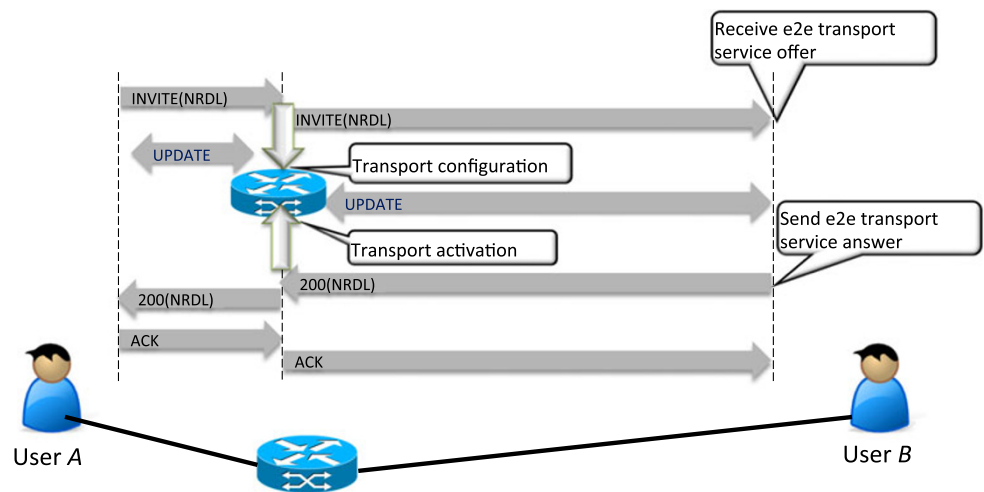 Receive e2e transport
service offer
INVITE(NRDL)
INVITE(NRDL)
UPDATE
Transport configuration
UPDATE
Send e2e transport
service answer
Transport activation
200(NRDL)
200(NRDL)
ACK
ACK
User A
User B